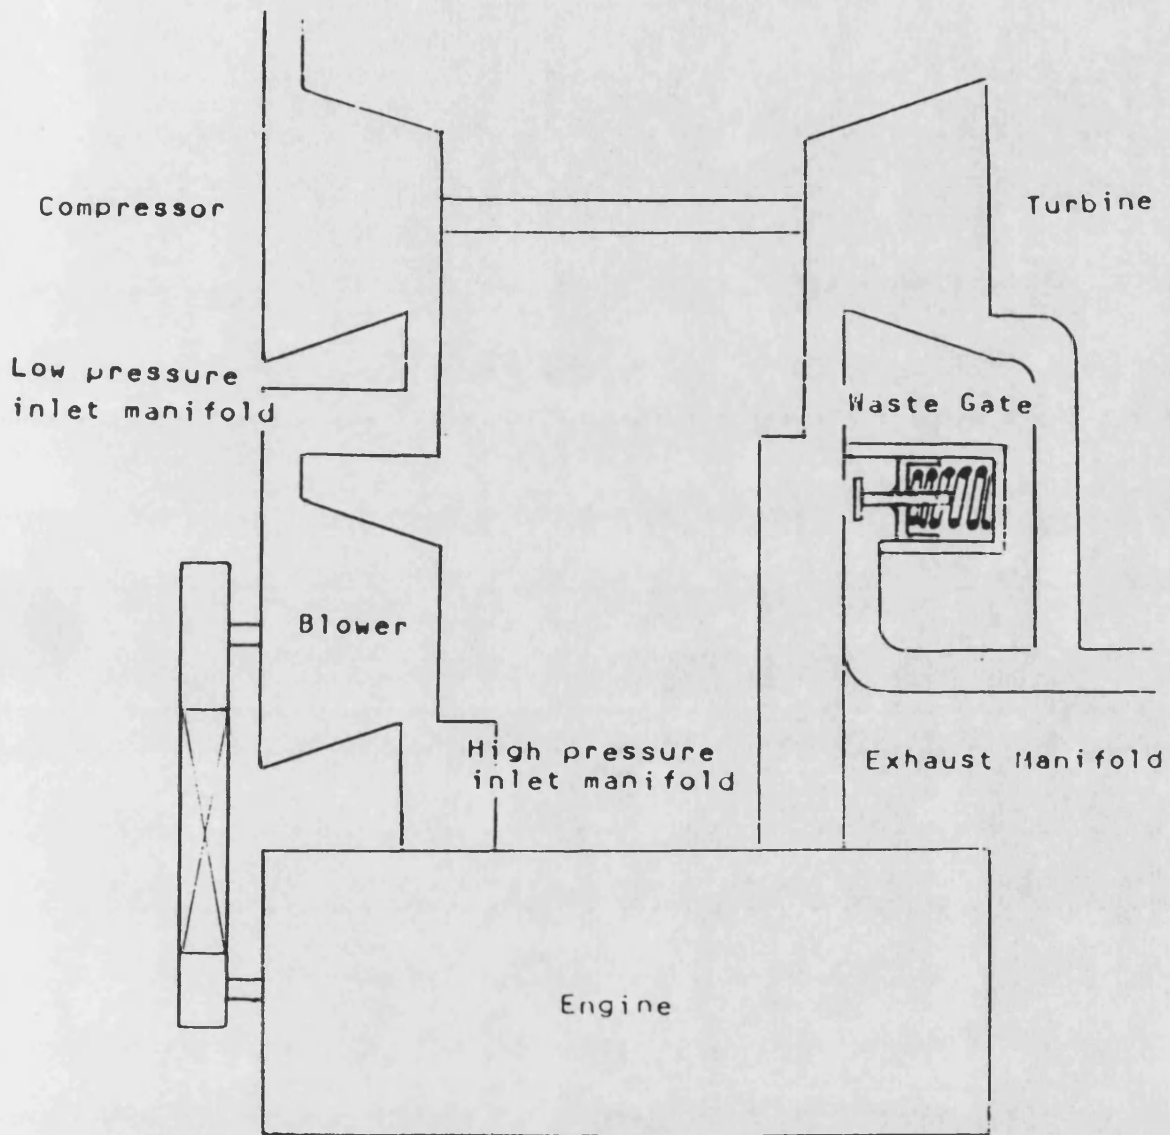 Compressor
Turbine
Low pressure
inlet manifold
Waste Gate
Blower
High pressure
inlet manifold
Exhaust Manifold
Engine